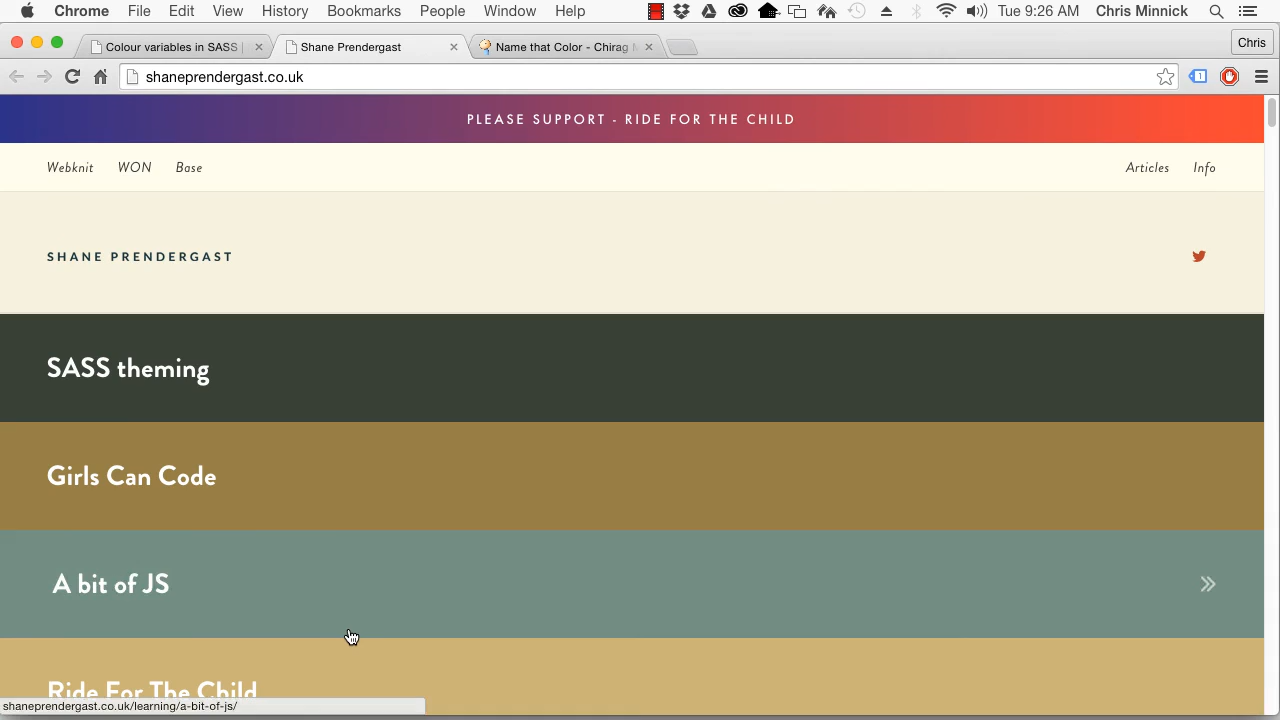 Chrome File Edit View History Bookmarks People Window Help Tue 9:26 AM Chris Minnick
Colour variables in SASS | Shane Prendergast Name that Color - Chirag Chris
shaneprendergast.co.uk 1
PLEASE SUPPORT - RIDE FOR THE CHILD
Webknit WON Base Articles Info
SHANE PRENDERGAST
SASS theming
Girls Can Code
A bit of JS
Ride For The Child
shaneprendergast.co.uk/learning/a-bit-of-js/